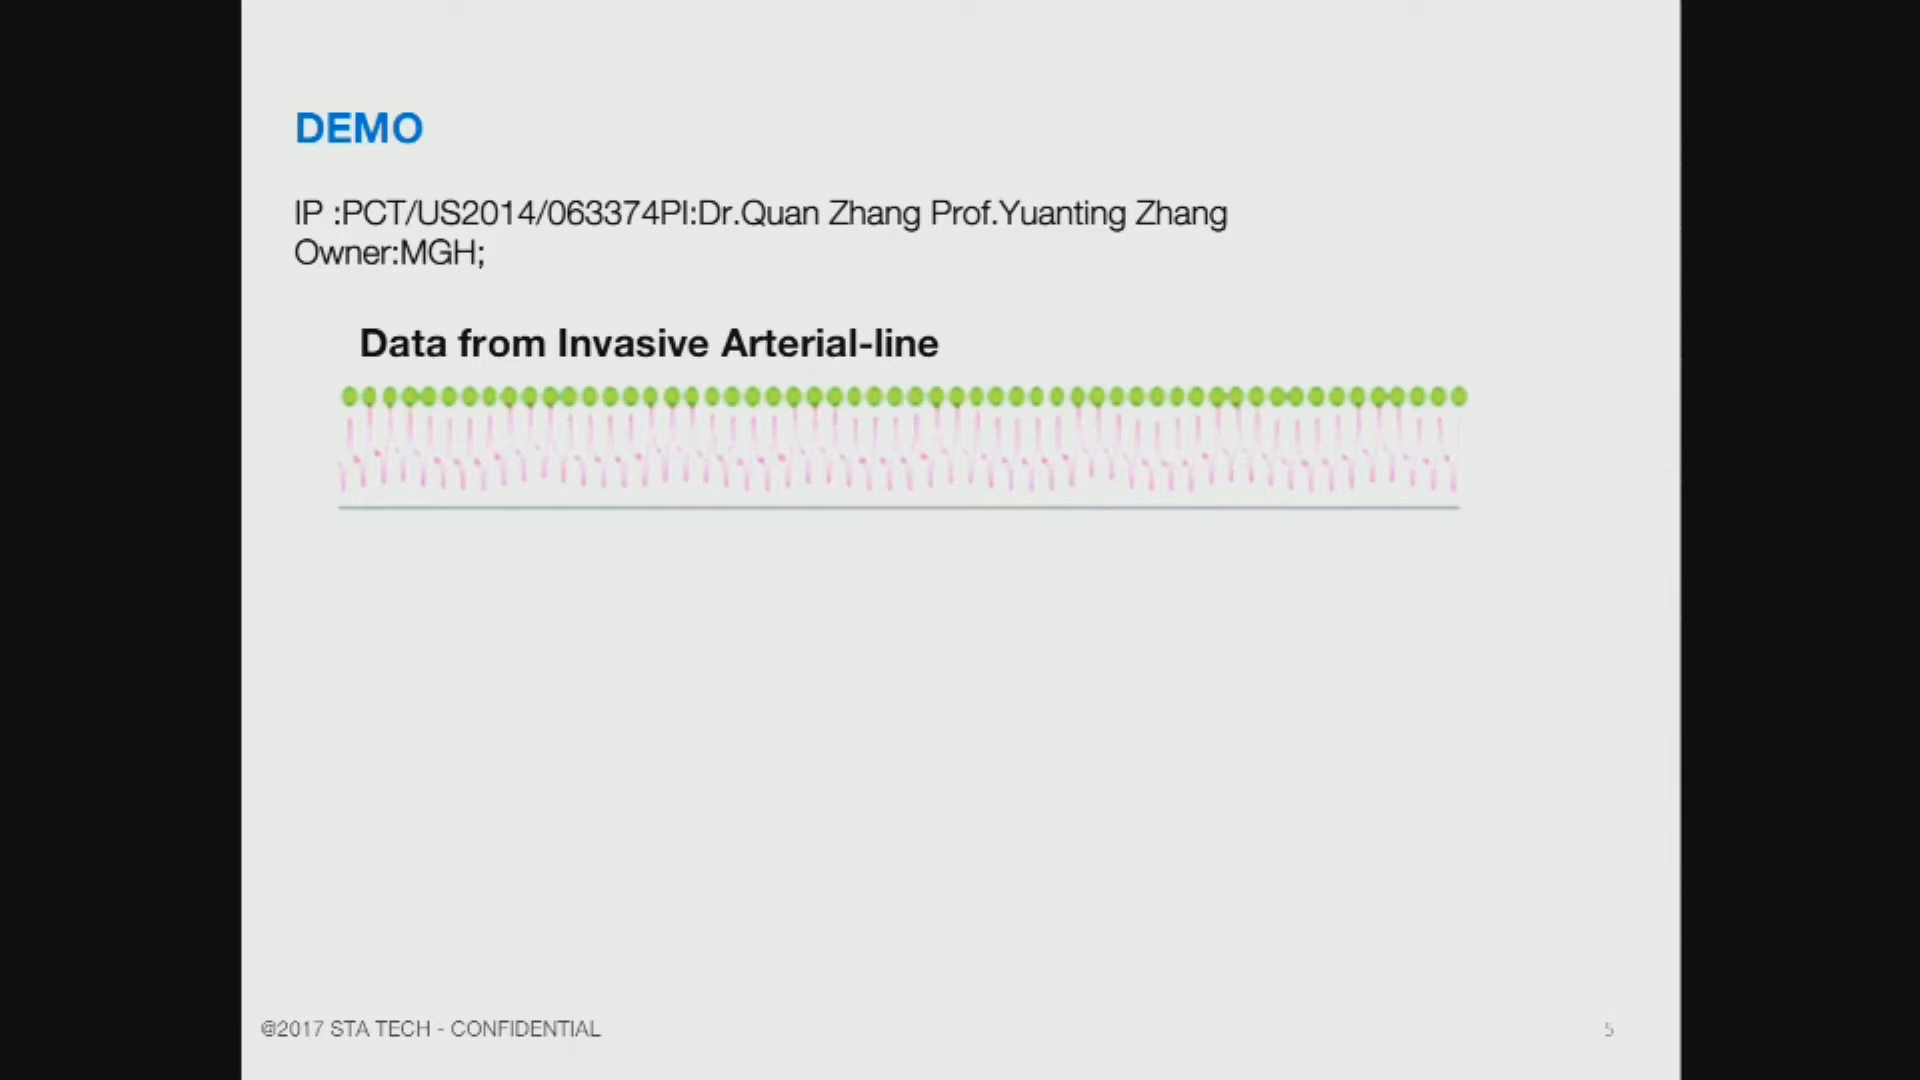 DEMO
IP :PCT/US2014/063374PI:Dr.Quan Zhang Prof.Yuanting Zhang
Owner:MGH;
Data from Invasive Arterial-line
@2017 STA TECH - CONFIDENTIAL
5